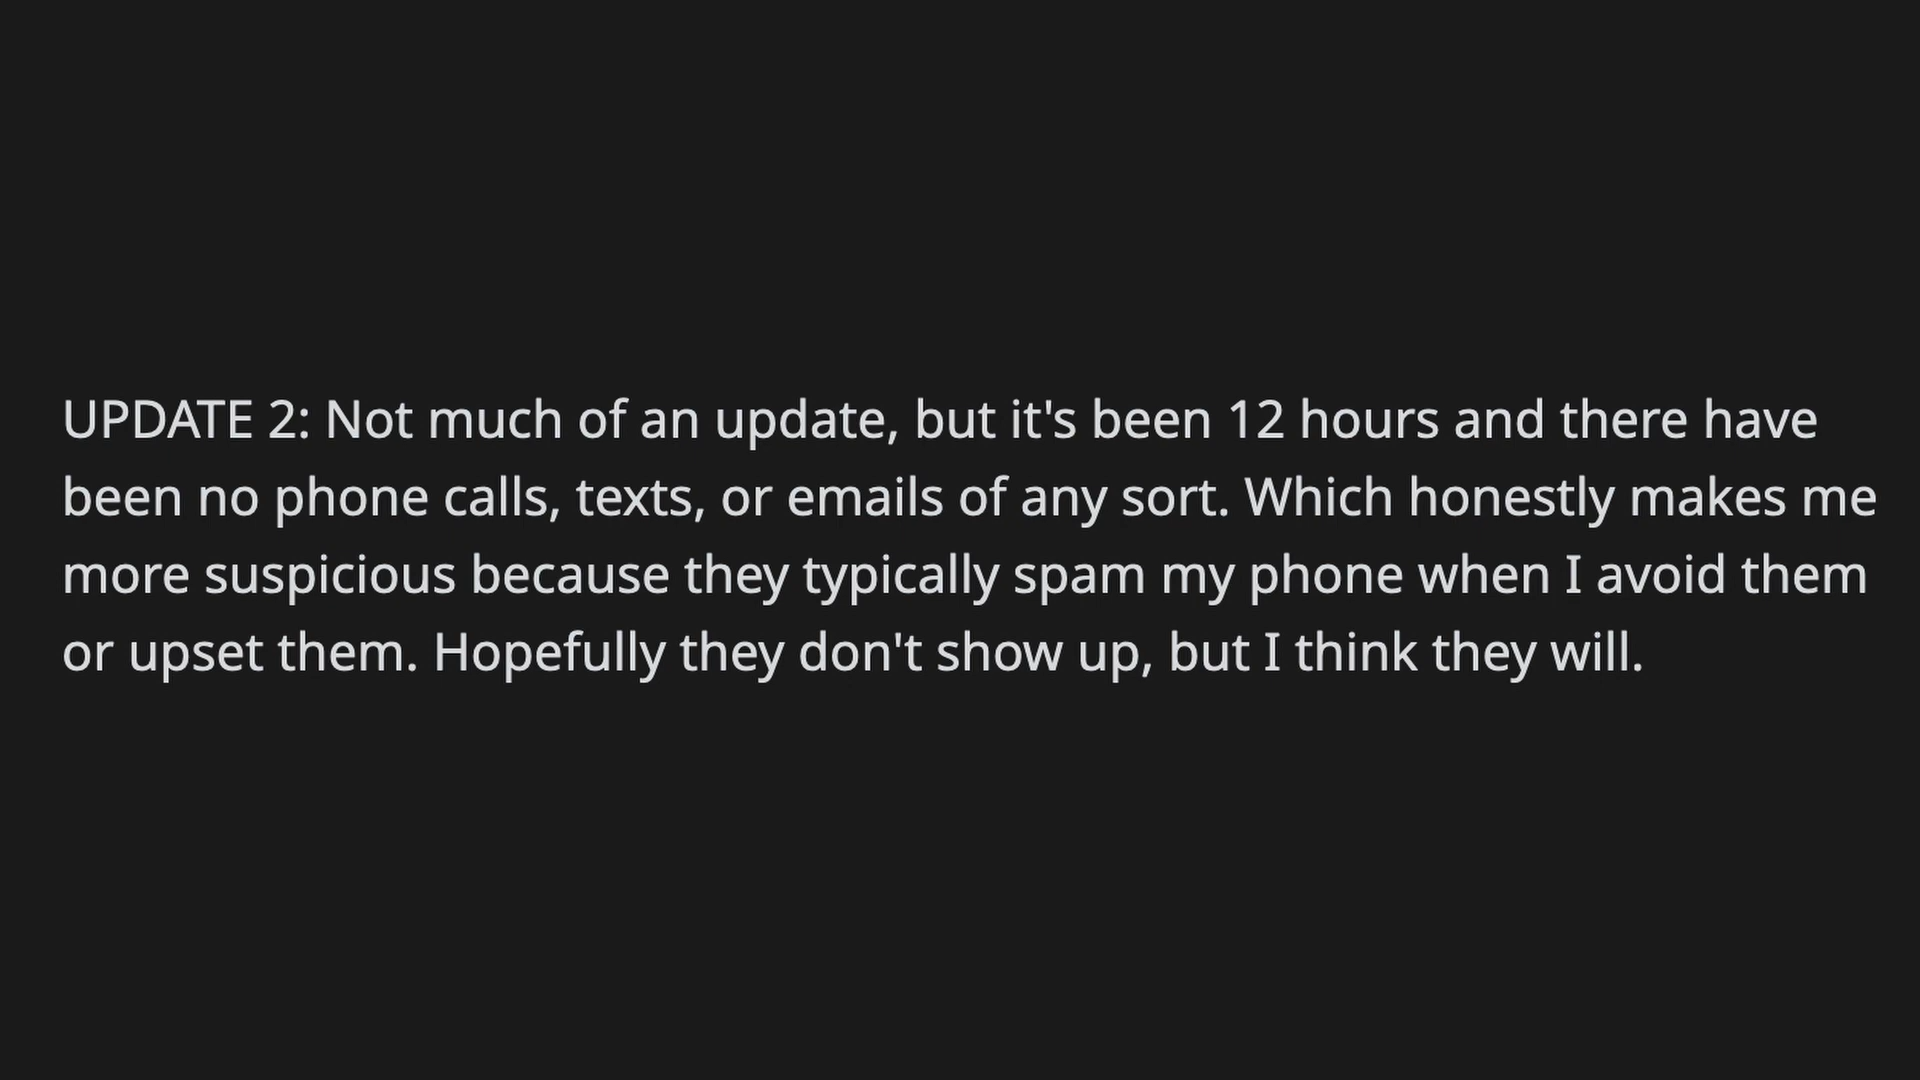 UPDATE 2: Not much of an update, but it's been 12 hours and there have
been no phone calls, texts, or emails of any sort. Which honestly makes me
more suspicious because they typically spam my phone when I avoid them
or upset them. Hopefully they don't show up, but I think they will.